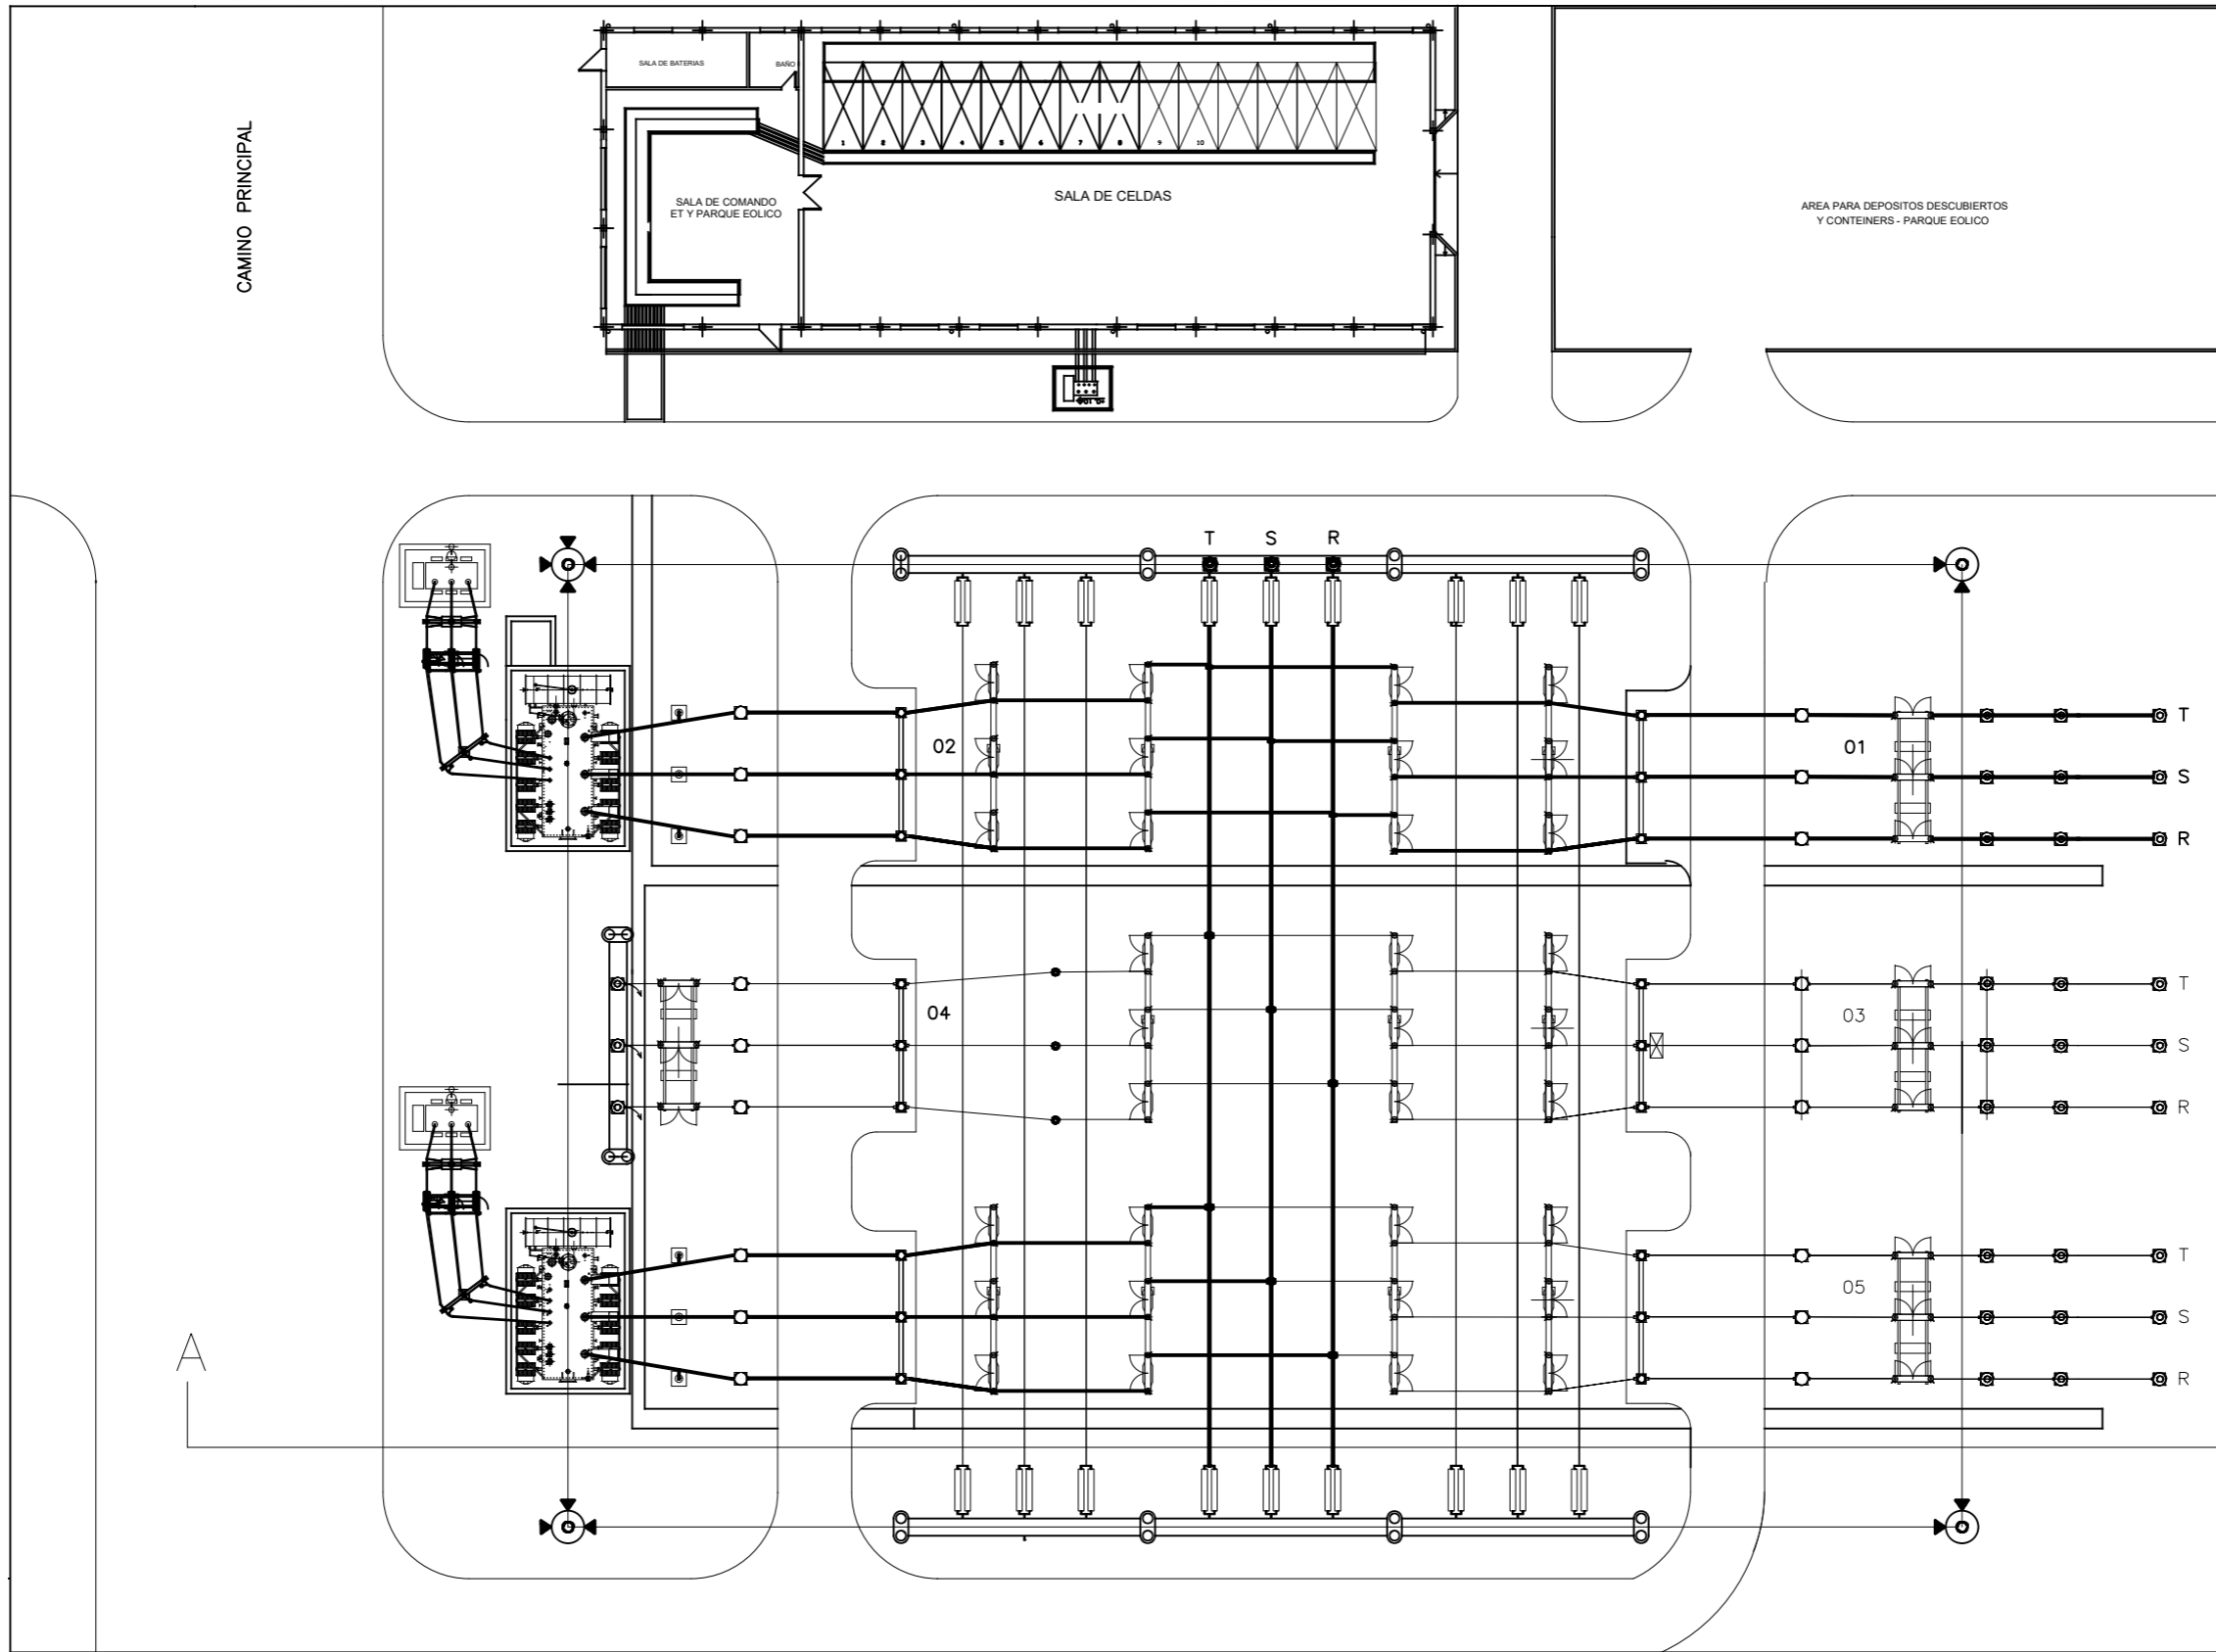 CAMINO PRINCIPAL
SALA DE BATERIAS
BAÑO
1 2 3 4 5 6 7 8 9 10
SALA DE COMANDO
ET Y PARQUE EOLICO
SALA DE CELDAS
AREA PARA DEPOSITOS DESCUBIERTOS
Y CONTEINERS - PARQUE EOLICO
T S R
02
01
T
S
R
04
03
T
S
R
05
T
S
R
A